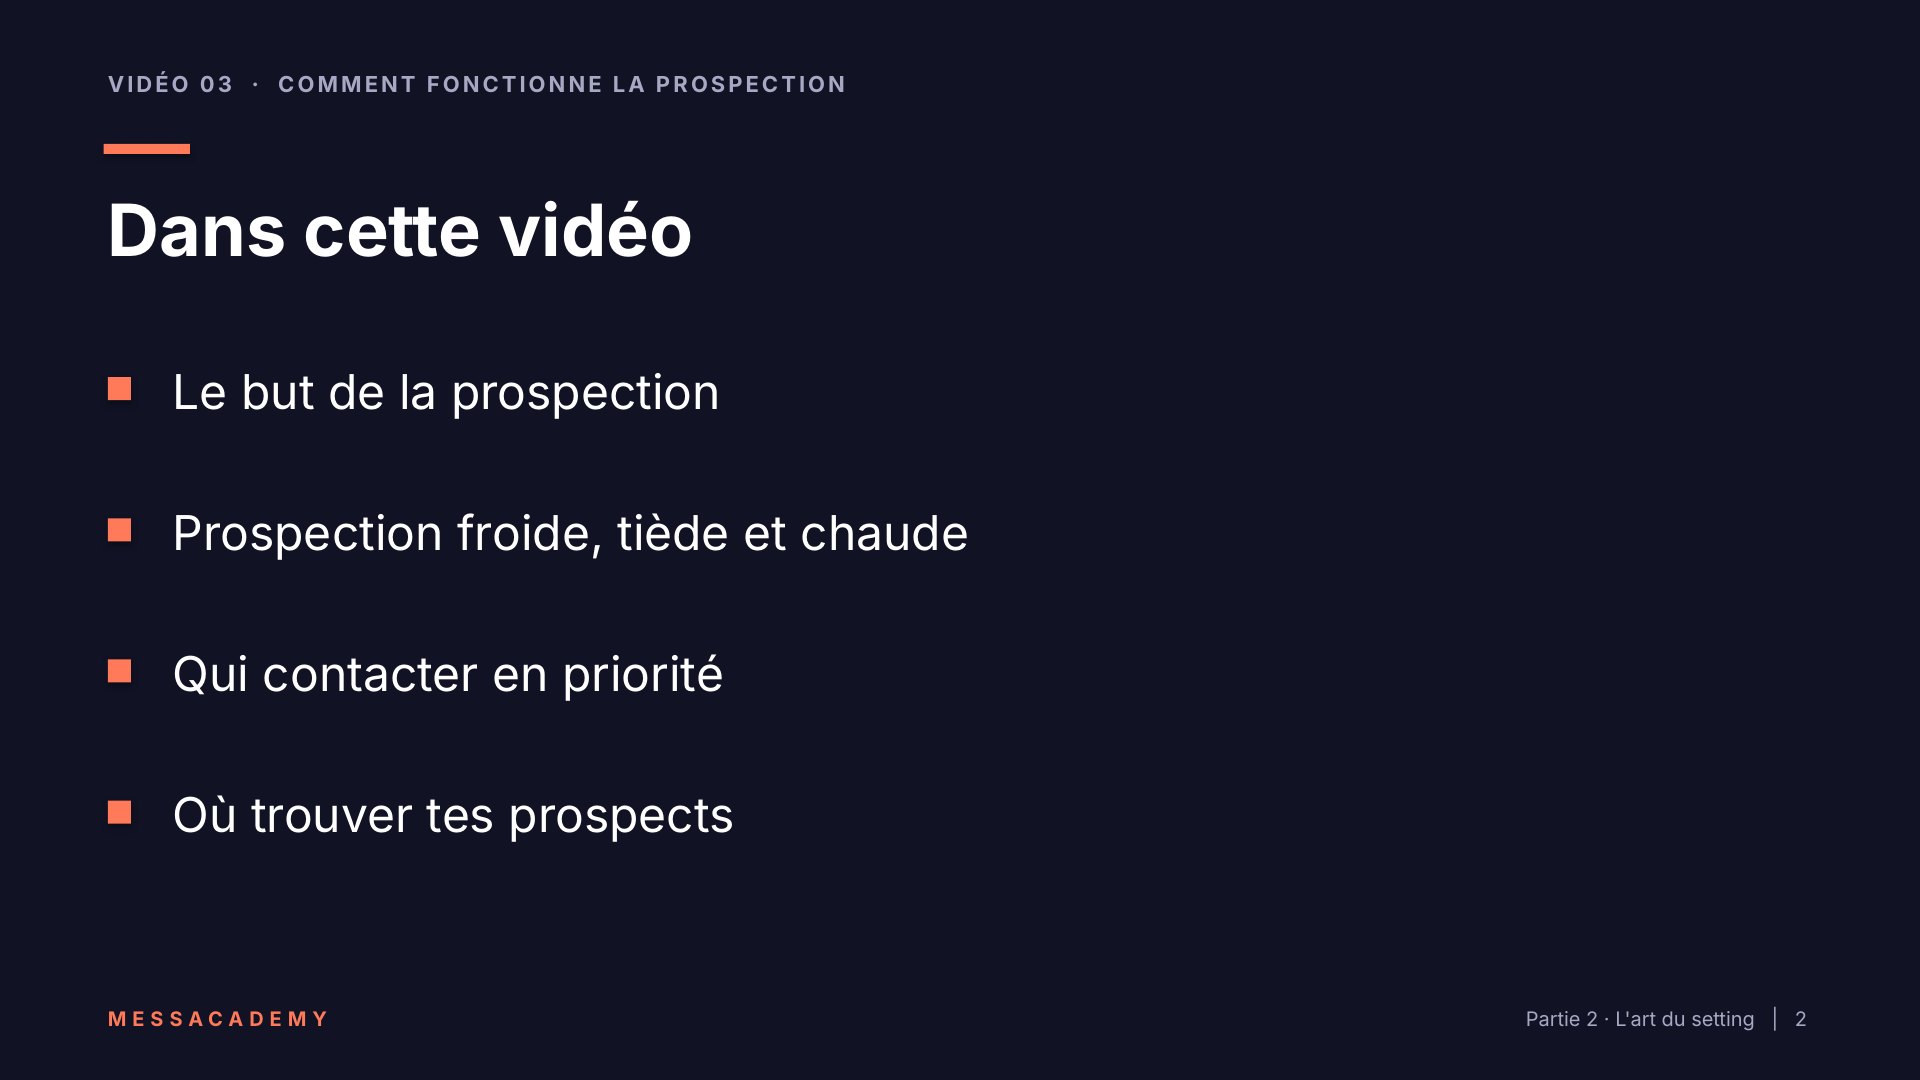 VIDÉO 03 · COMMENT FONCTIONNE LA PROSPECTION
Dans cette vidéo
Le but de la prospection
Prospection froide, tiède et chaude
Qui contacter en priorité
Où trouver tes prospects
MESSACADEMY
Partie 2 · L'art du setting | 2